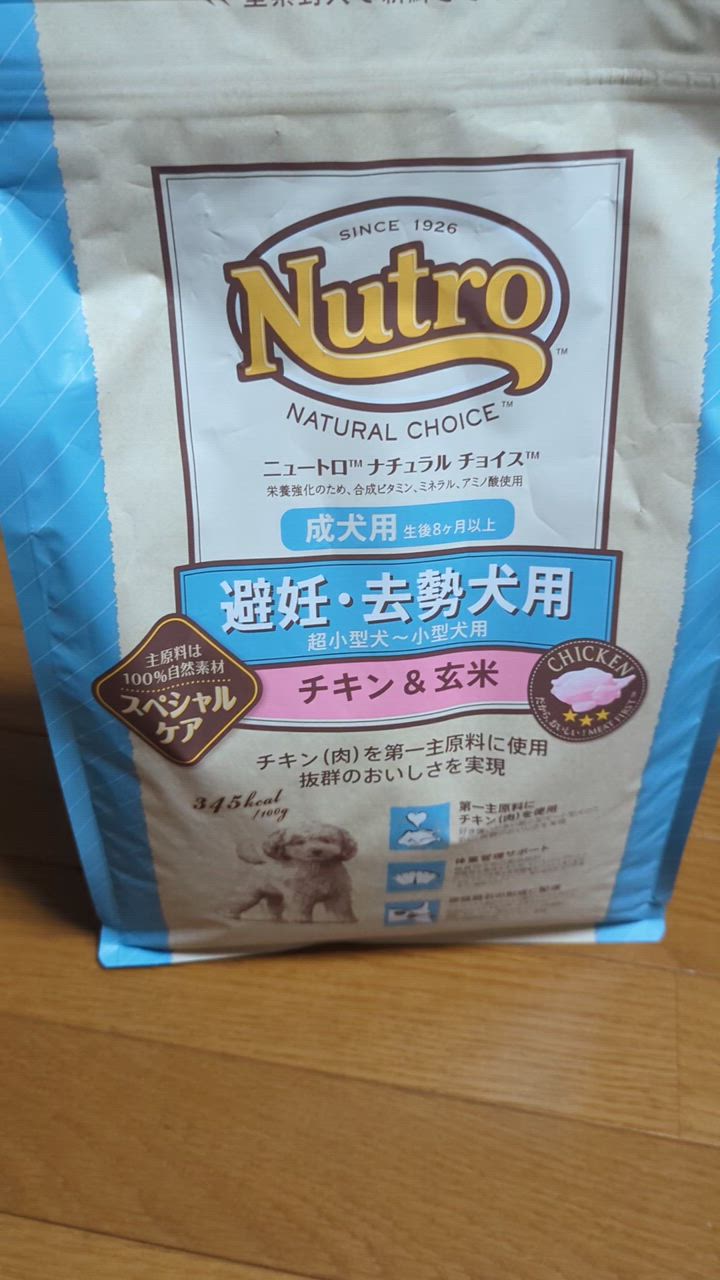 SINCE 1926
Nutro™
NATURAL CHOICE™
ニュートロ™ ナチュラル チョイス™
栄養強化のため、合成ビタミン、ミネラル、アミノ酸使用
成犬用 生後8ヶ月以上
避妊・去勢犬用
超小型犬～小型犬用
チキン & 玄米
主原料は
100%自然素材
スペシャル
ケア
CHICKEN
MEAT FIRST™
チキン(肉)を第一主原料に使用
抜群のおいしさを実現
345kcal
/100g
第一主原料に
チキン(肉)を使用
体重管理サポート